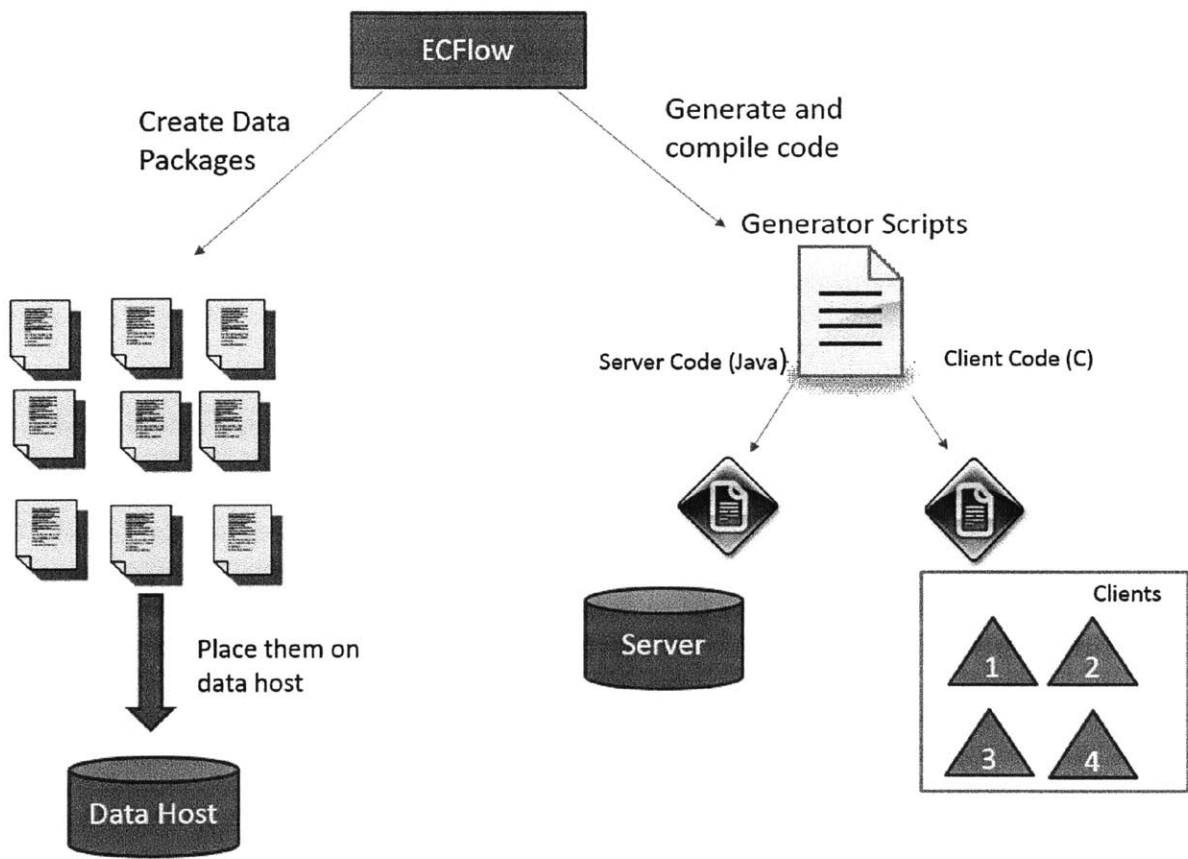 ECFlow
Create Data
Packages
Generate and
compile code
Generator Scripts
Server Code (Java)
Client Code (C)
Clients
1
2
3
4
Server
Place them on
data host
Data Host